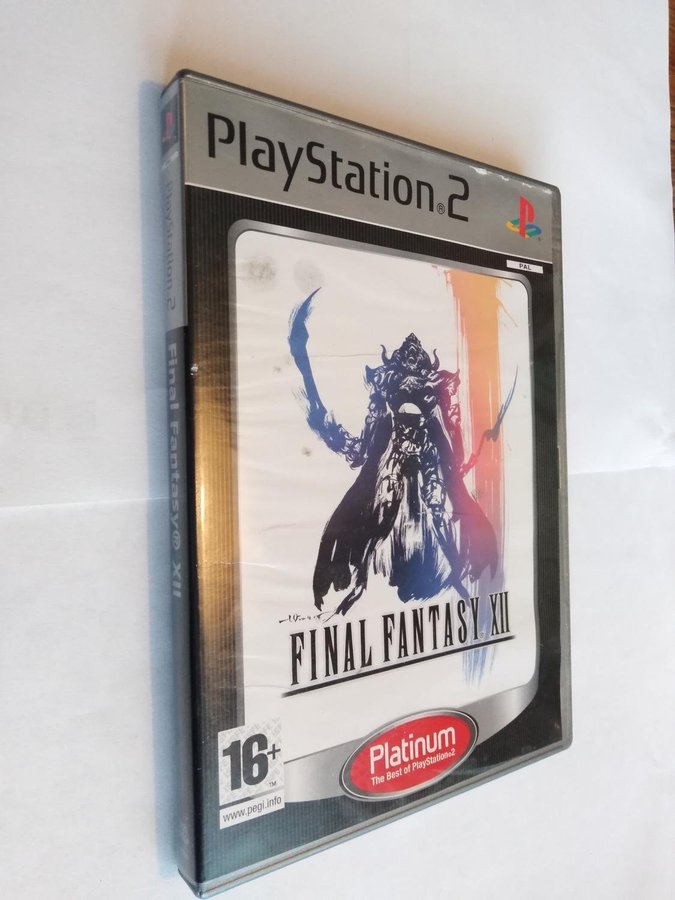 PlayStation®2
PAL
PlayStation 2
Final Fantasy® XII
FINAL FANTASY® XII
16+
TM
www.pegi.info
Platinum
The Best of PlayStation®2